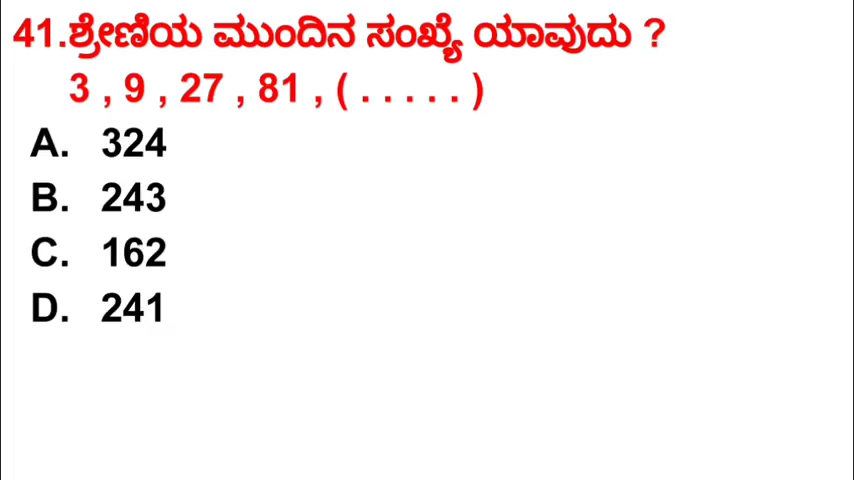 41.ಶ್ರೇಣಿಯ ಮುಂದಿನ ಸಂಖ್ಯೆ ಯಾವುದು ?
3 , 9 , 27 , 81 , ( . . . . . )
A. 324
B. 243
C. 162
D. 241